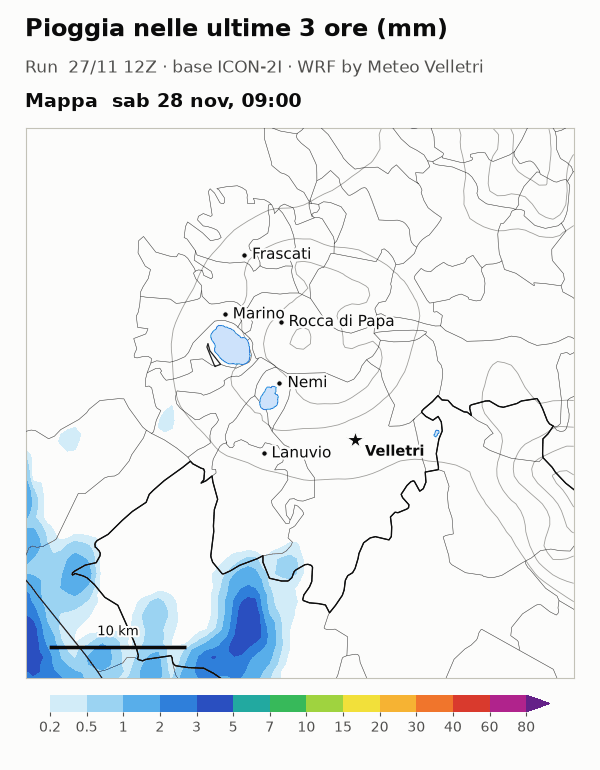 Pioggia nelle ultime 3 ore (mm)
Run  27/11 12Z · base ICON-2I · WRF by Meteo Velletri
Mappa  sab 28 nov, 09:00
Frascati
Marino
Rocca di Papa
Nemi
Velletri
Lanuvio
10 km
0.2 0.5 1 2 3 5 7 10 15 20 30 40 60 80